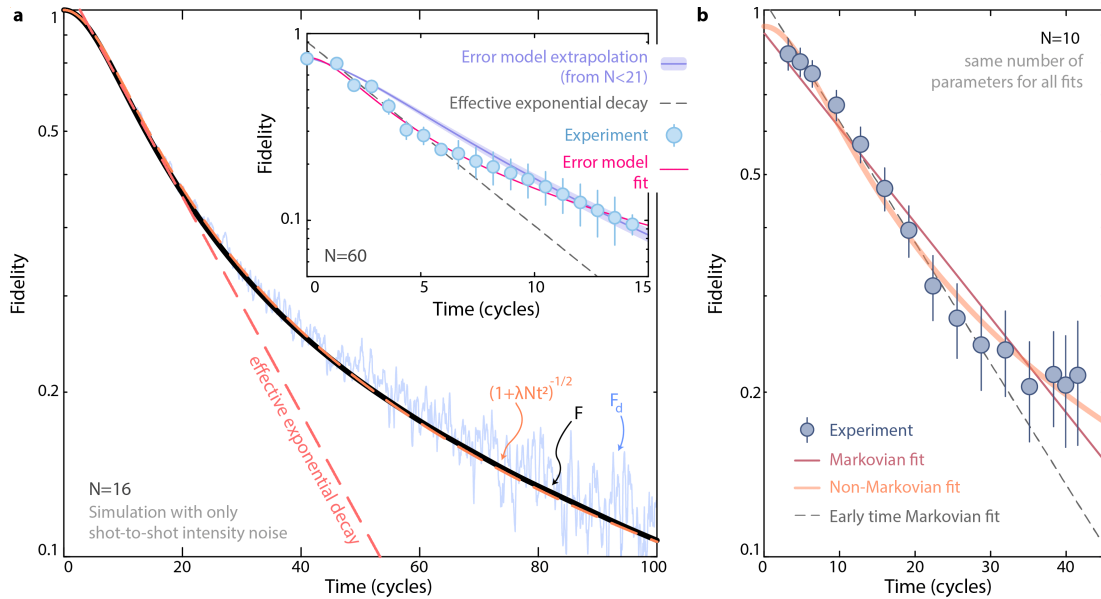 a
1
0.5
0.2
0.1
Fidelity
0
20
40
60
80
100
Time (cycles)
N=16
Simulation with only
shot-to-shot intensity noise
effective exponential decay
(1+λNt²)⁻¹/²
F
F_d
Error model extrapolation
(from N<21)
Effective exponential decay
Experiment
Error model
fit
1
0.1
Fidelity
N=60
0
5
10
15
Time (cycles)
b
1
0.5
0.2
0.1
Fidelity
N=10
same number of
parameters for all fits
Experiment
Markovian fit
Non-Markovian fit
Early time Markovian fit
0
10
20
30
40
Time (cycles)